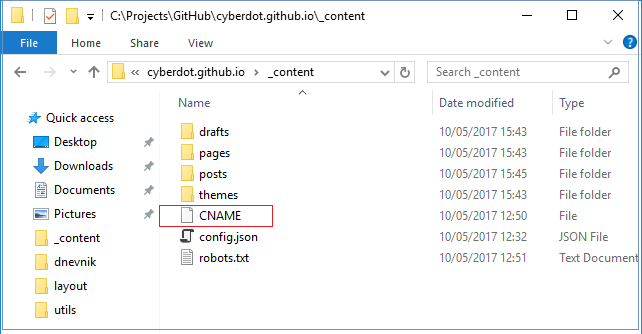 C:\Projects\GitHub\cyberdot.github.io\_content
File Home Share View
cyberdot.github.io _content Search _content
Name Date modified Type
Quick access
Desktop
Downloads
Documents
Pictures
_content
dnevnik
layout
utils
drafts 10/05/2017 15:43 File folder
pages 10/05/2017 15:43 File folder
posts 10/05/2017 15:45 File folder
themes 10/05/2017 15:43 File folder
CNAME 10/05/2017 12:50 File
config.json 10/05/2017 12:32 JSON File
robots.txt 10/05/2017 12:51 Text Document